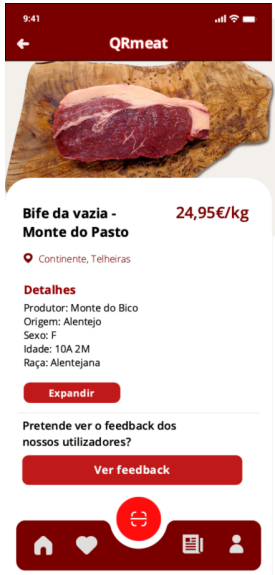 9:41
QRmeat
Bife da vazia -
Monte do Pasto
24,95€/kg
Continente, Telheiras
Detalhes
Produtor: Monte do Bico
Origem: Alentejo
Sexo: F
Idade: 10A 2M
Raça: Alentejana
Expandir
Pretende ver o feedback dos
nossos utilizadores?
Ver feedback